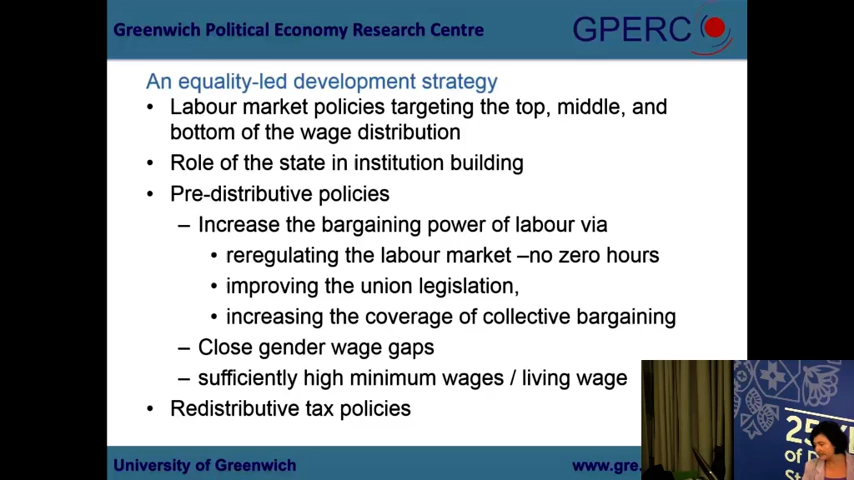 Greenwich Political Economy Research Centre
GPERC
An equality-led development strategy
• Labour market policies targeting the top, middle, and
bottom of the wage distribution
• Role of the state in institution building
• Pre-distributive policies
– Increase the bargaining power of labour via
• reregulating the labour market –no zero hours
• improving the union legislation,
• increasing the coverage of collective bargaining
– Close gender wage gaps
– sufficiently high minimum wages / living wage
• Redistributive tax policies
University of Greenwich
www.gre.
25
of